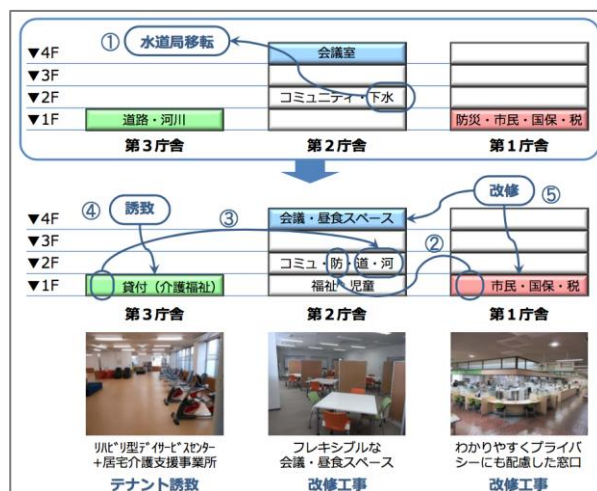 ① 水道局移転
▼4F 会議室
▼3F
▼2F コミュニティ・下水
▼1F 道路・河川 防災・市民・国保・税
第3庁舎 第2庁舎 第1庁舎
④ 誘致 ③ 改修 ⑤
▼4F 会議・昼食スペース
▼3F
▼2F コミュ・防・道・河 ②
▼1F 貸付（介護福祉） 福祉・児童 市民・国保・税
第3庁舎 第2庁舎 第1庁舎
ﾘﾊﾋﾞﾘ型ﾃﾞｲｻｰﾋﾞｽｾﾝﾀｰ フレキシブルな わかりやすくプライバ
+居宅介護支援事業所 会議・昼食スペース シーにも配慮した窓口
テナント誘致 改修工事 改修工事